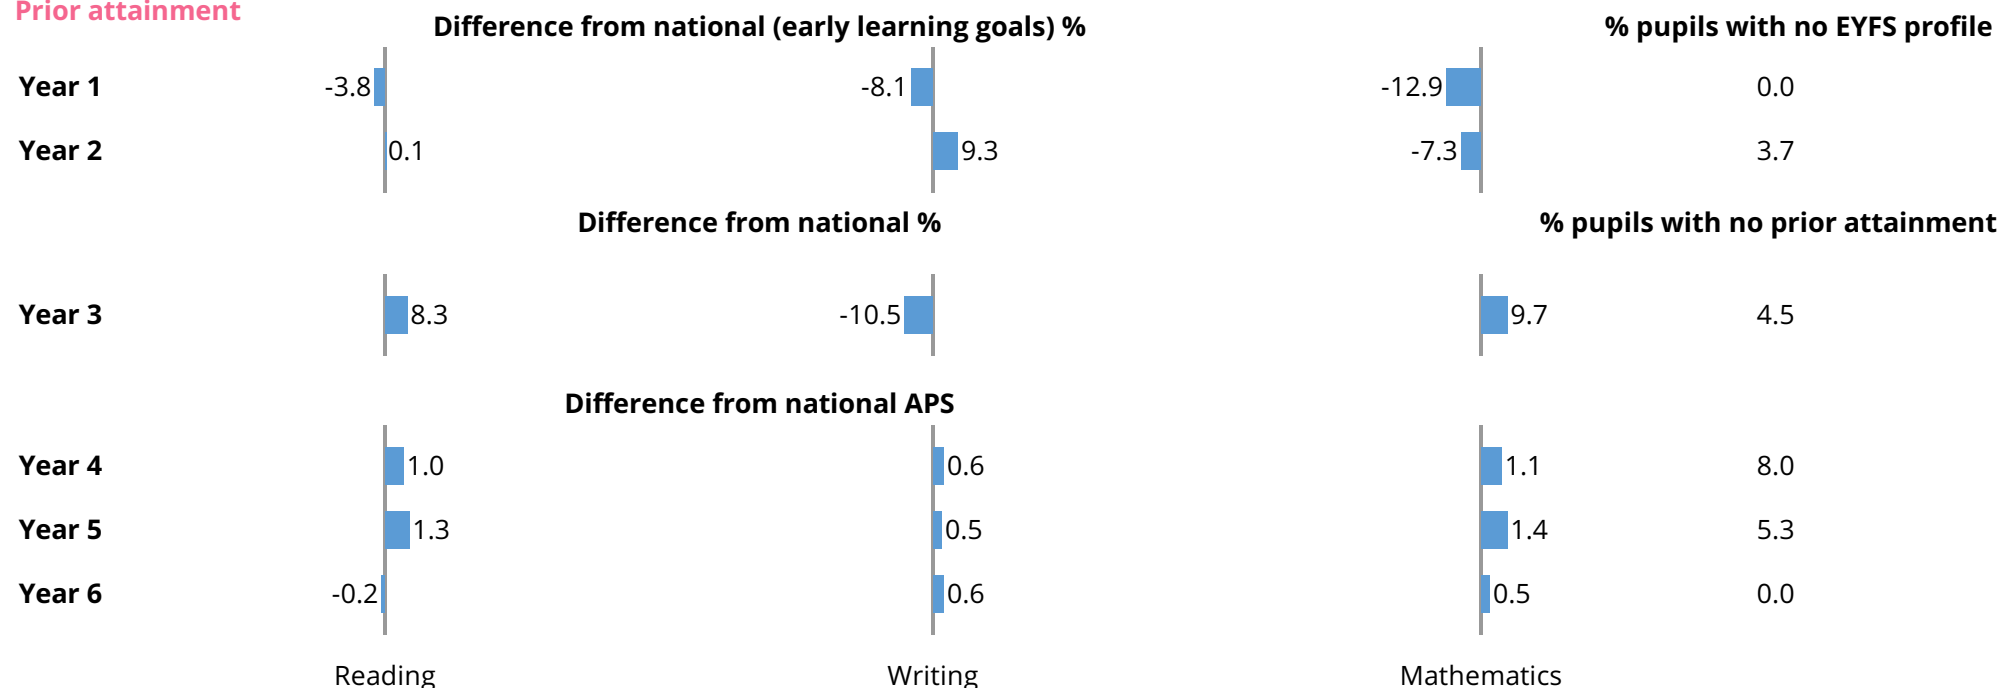 Prior attainment
Difference from national (early learning goals) %
% pupils with no EYFS profile
Year 1 -3.8 -8.1 -12.9 0.0
Year 2 0.1 9.3 -7.3 3.7
Difference from national %
% pupils with no prior attainment
Year 3 8.3 -10.5 9.7 4.5
Difference from national APS
Year 4 1.0 0.6 1.1 8.0
Year 5 1.3 0.5 1.4 5.3
Year 6 -0.2 0.6 0.5 0.0
Reading Writing Mathematics